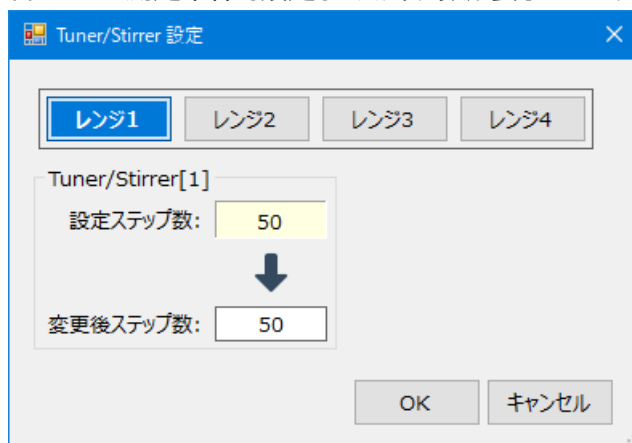 Tuner/Stirrer 設定
レンジ1 レンジ2 レンジ3 レンジ4
Tuner/Stirrer[1]
設定ステップ数: 50
変更後ステップ数: 50
OK キャンセル